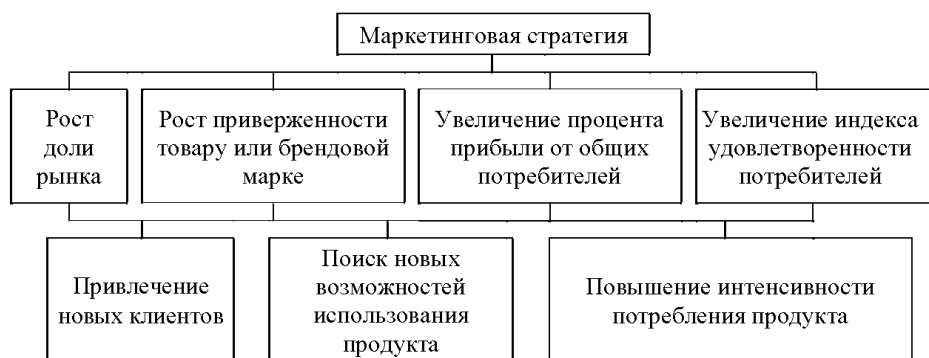 Маркетинговая стратегия
Рост
доли
рынка
Рост приверженности
товару или брендовой
марке
Увеличение процента
прибыли от общих
потребителей
Увеличение индекса
удовлетворенности
потребителей
Привлечение
новых клиентов
Поиск новых
возможностей
использования
продукта
Повышение интенсивности
потребления продукта